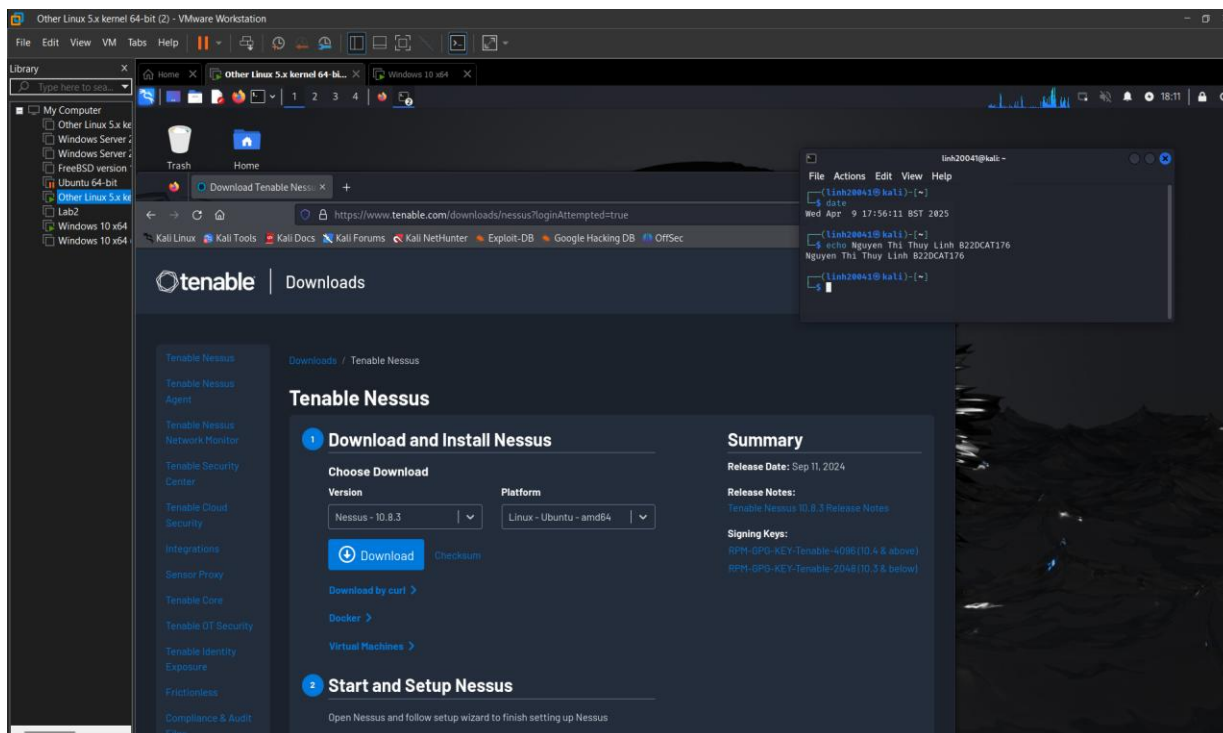 Other Linux 5.x kernel 64-bit (2) - VMware Workstation
File Edit View VM Tabs Help
Library
Type here to sea...
My Computer
Other Linux 5.x ke
Windows Server 2
Windows Server 2
FreeBSD version
Ubuntu 64-bit
Other Linux 5.x ke
Lab2
Windows 10 x64
Windows 10 x64
Home
Other Linux 5.x kernel 64-bi...
Windows 10 x64
1 2 3 4
18:11
Trash
Home
Download Tenable Ness
https://www.tenable.com/downloads/nessus?loginAttempted=true
Kali Linux Kali Tools Kali Docs Kali Forums Kali NetHunter Exploit-DB Google Hacking DB OffSec
linh20041@kali: ~
File Actions Edit View Help
(linh20041㉿kali)-[~]
$ date
Wed Apr 9 17:56:11 BST 2025
(linh20041㉿kali)-[~]
$ echo Nguyen Thi Thuy Linh B22DCAT176
Nguyen Thi Thuy Linh B22DCAT176
(linh20041㉿kali)-[~]
$
tenable
Downloads
Tenable Nessus
Tenable Nessus
Agent
Tenable Nessus
Network Monitor
Tenable Security
Center
Tenable Cloud
Security
Integrations
Sensor Proxy
Tenable Core
Tenable OT Security
Tenable Identity
Exposure
Frictionless
Compliance & Audit
Downloads / Tenable Nessus
Tenable Nessus
1 Download and Install Nessus
Choose Download
Version
Platform
Nessus - 10.8.3
Linux - Ubuntu - amd64
Download
Checksum
Download by curl
Docker
Virtual Machines
2 Start and Setup Nessus
Open Nessus and follow setup wizard to finish setting up Nessus
Summary
Release Date: Sep 11, 2024
Release Notes:
Tenable Nessus 10.8.3 Release Notes
Signing Keys:
RPM-GPG-KEY-Tenable-4096 (10.4 & above)
RPM-GPG-KEY-Tenable-2048 (10.3 & below)